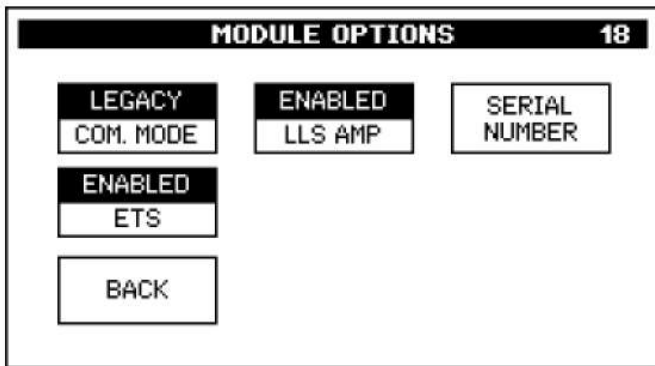 MODULE OPTIONS 18
LEGACY
COM. MODE
ENABLED
LLS AMP
SERIAL
NUMBER
ENABLED
ETS
BACK